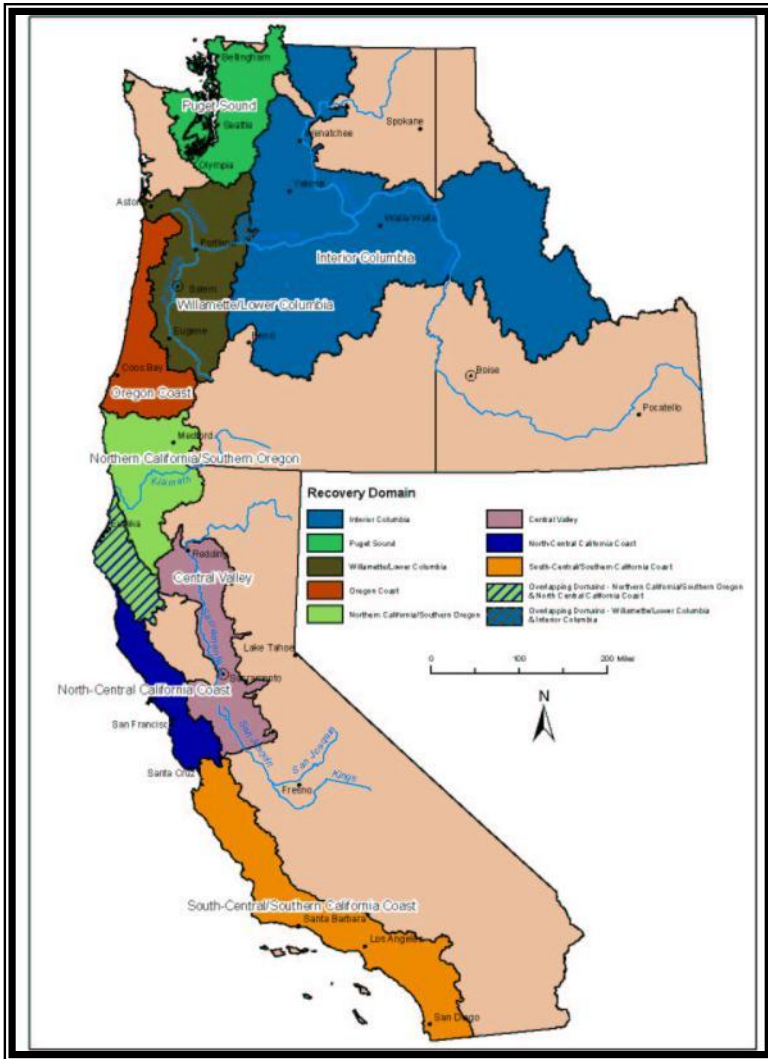 Bellingham
Puget Sound
Seattle
Olympia
Spokane
Wenatchee
Yakima
Walla Walla
Astoria
Portland
Interior Columbia
Salem
Willamette/Lower Columbia
Eugene
Bend
Boise
Coos Bay
Oregon Coast
Pocatello
Medford
Northern California/Southern Oregon
Klamath
Eureka
Redding
Central Valley
Lake Tahoe
Sacramento
North-Central California Coast
San Francisc
San Joaquin
San Joaquin
Santa Cruz
Kings
Fresno
South-Central/Southern California Coast
Santa Barbara
Los Angeles
San Diego
Recovery Domain
Interior Columbia
Puget Sound
Willamette/Lower Columbia
Oregon Coast
Northern California/Southern Oregon
Central Valley
North-Central California Coast
South-Central/Southern California Coast
Overlapping Domains - Northern California/Southern Oregon
& North Central California Coast
Overlapping Domains - Willamette/Lower Columbia
& Interior Columbia
0 100 200 Miles
N